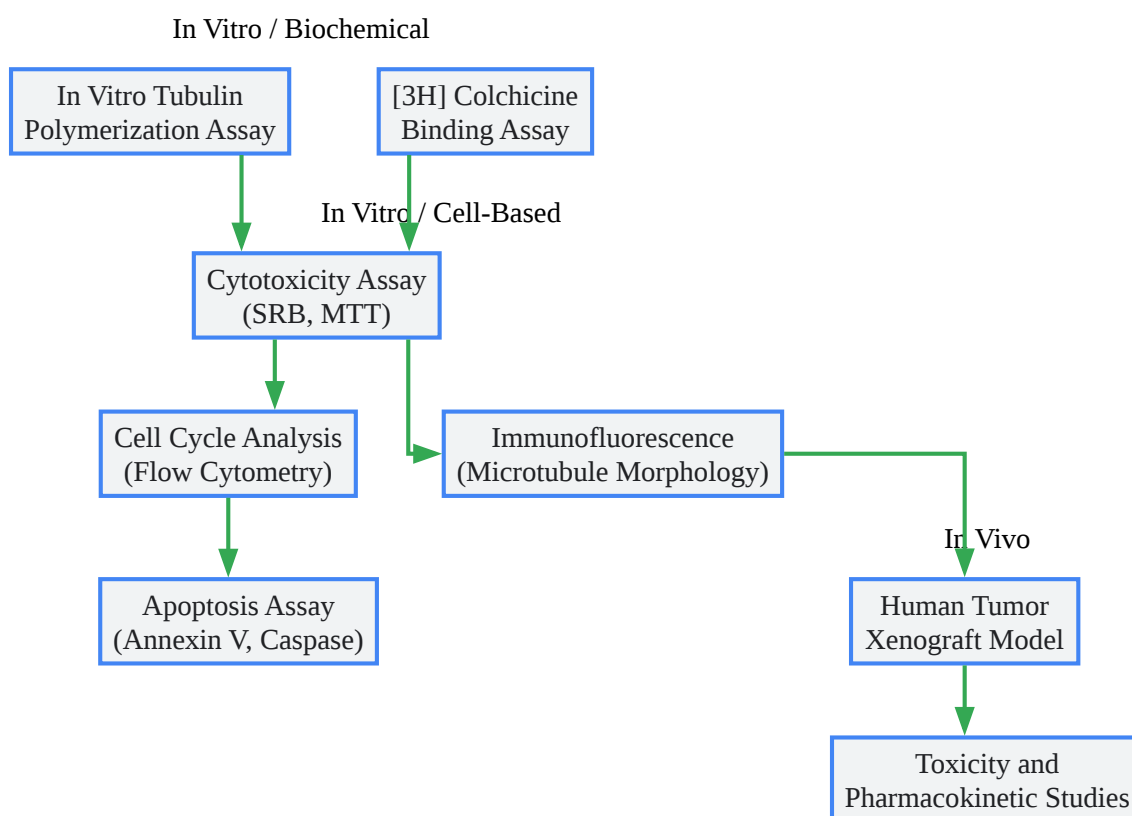 In Vitro / Biochemical
In Vitro Tubulin
Polymerization Assay
[3H] Colchicine
Binding Assay
In Vitro / Cell-Based
Cytotoxicity Assay
(SRB, MTT)
Cell Cycle Analysis
(Flow Cytometry)
Immunofluorescence
(Microtubule Morphology)
In Vivo
Apoptosis Assay
(Annexin V, Caspase)
Human Tumor
Xenograft Model
Toxicity and
Pharmacokinetic Studies